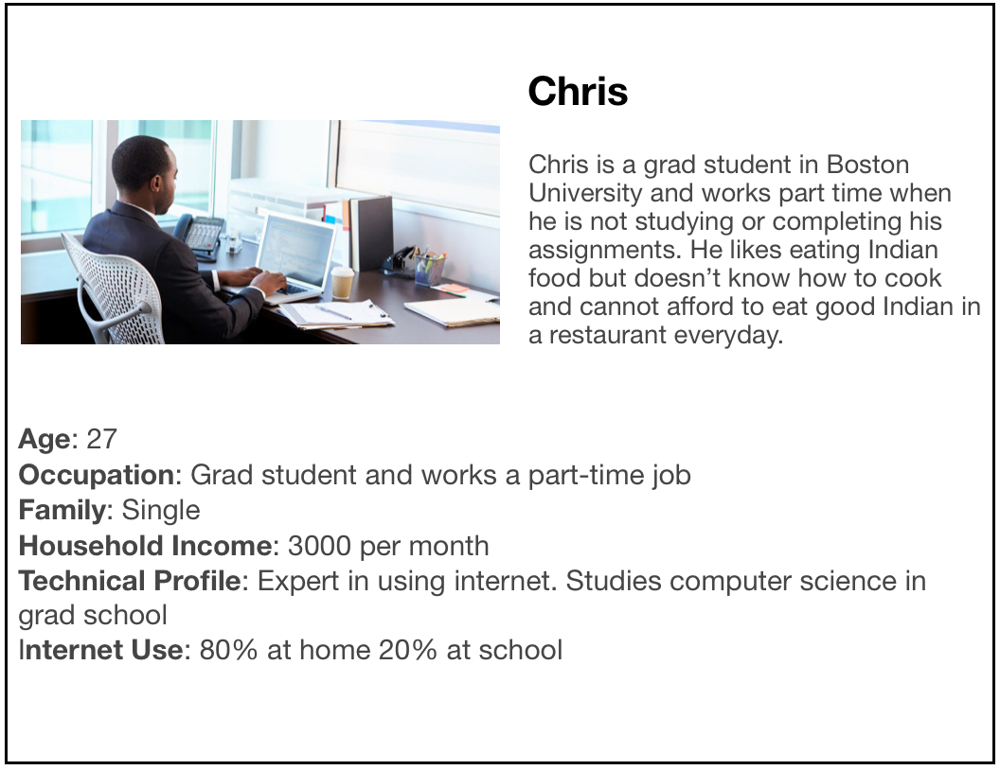 Chris
Chris is a grad student in Boston
University and works part time when
he is not studying or completing his
assignments. He likes eating Indian
food but doesn’t know how to cook
and cannot afford to eat good Indian in
a restaurant everyday.
Age: 27
Occupation: Grad student and works a part-time job
Family: Single
Household Income: 3000 per month
Technical Profile: Expert in using internet. Studies computer science in
grad school
Internet Use: 80% at home 20% at school